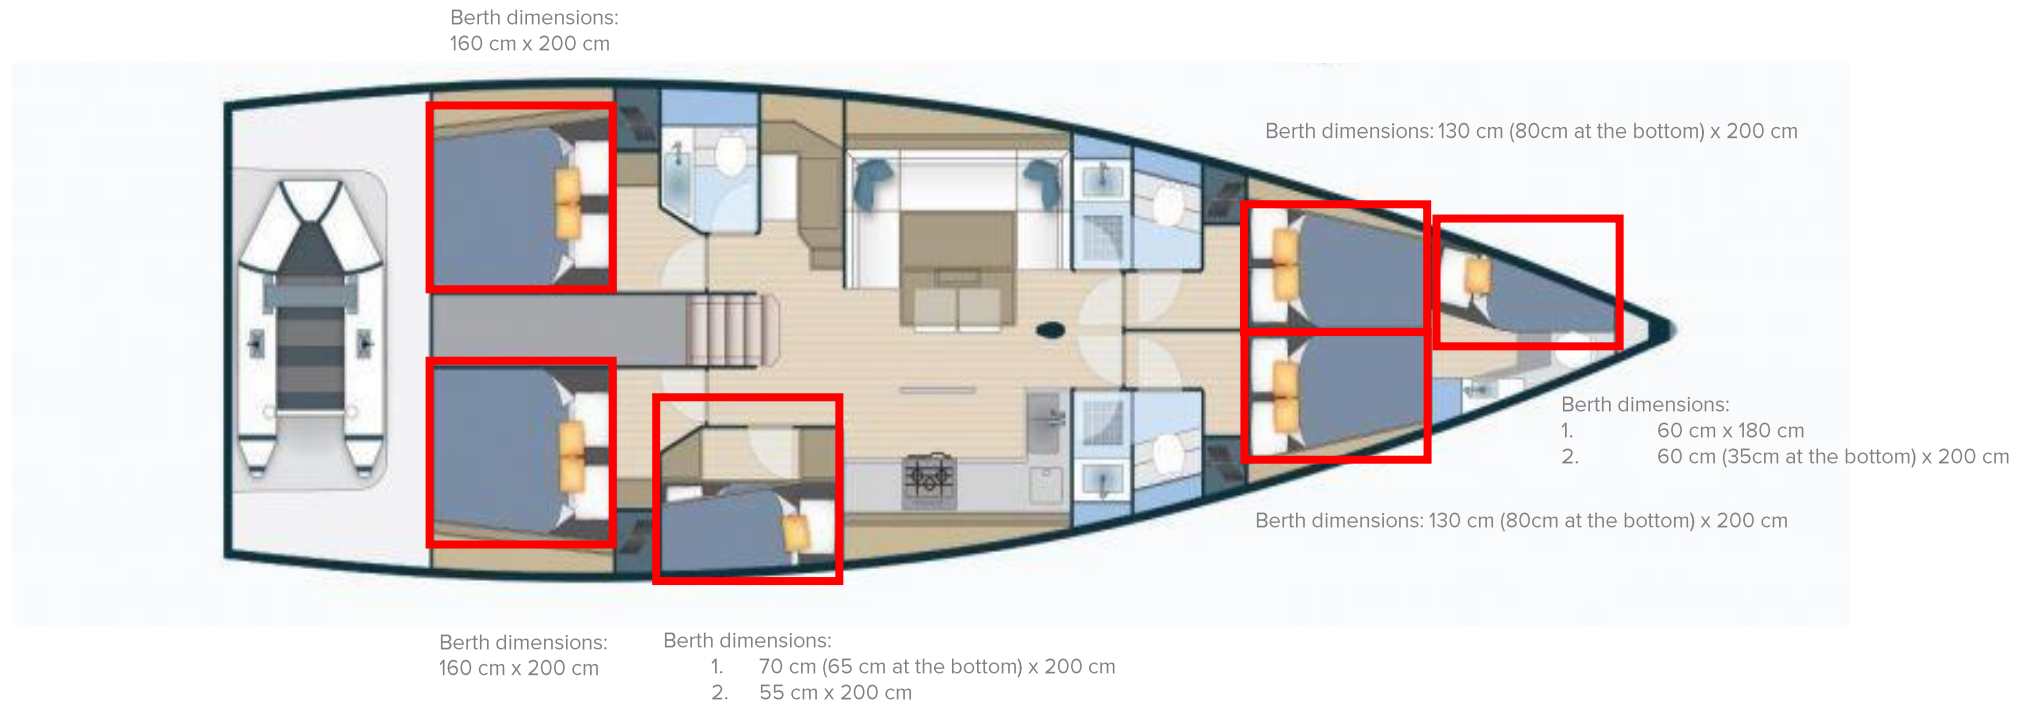 Berth dimensions:
160 cm x 200 cm
Berth dimensions: 130 cm (80cm at the bottom) x 200 cm
Berth dimensions:
1. 60 cm x 180 cm
2. 60 cm (35cm at the bottom) x 200 cm
Berth dimensions: 130 cm (80cm at the bottom) x 200 cm
Berth dimensions:
160 cm x 200 cm
Berth dimensions:
1. 70 cm (65 cm at the bottom) x 200 cm
2. 55 cm x 200 cm